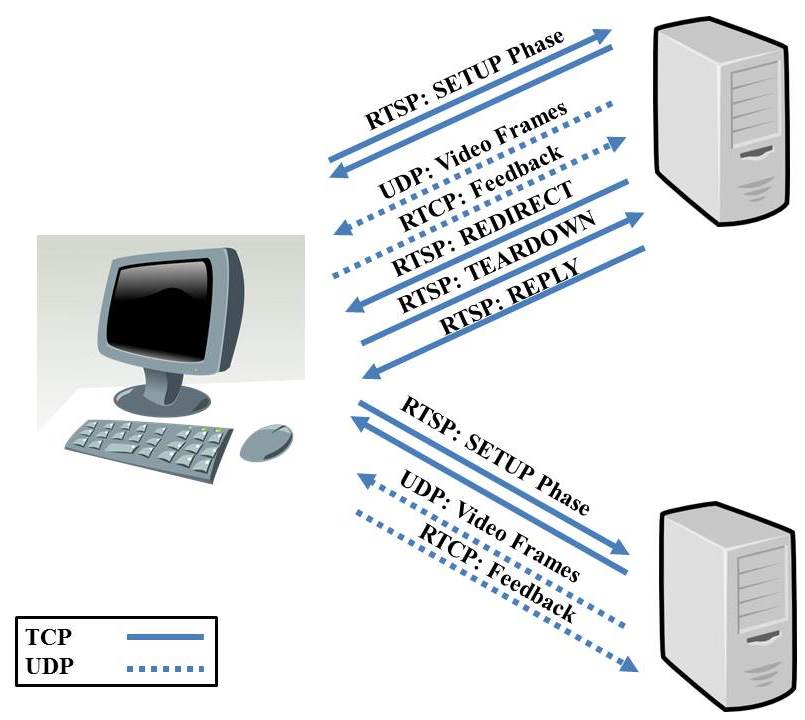 RTSP: SETUP Phase
UDP: Video Frames
RTCP: Feedback
RTSP: REDIRECT
RTSP: TEARDOWN
RTSP: REPLY
RTSP: SETUP Phase
UDP: Video Frames
RTCP: Feedback
TCP
UDP